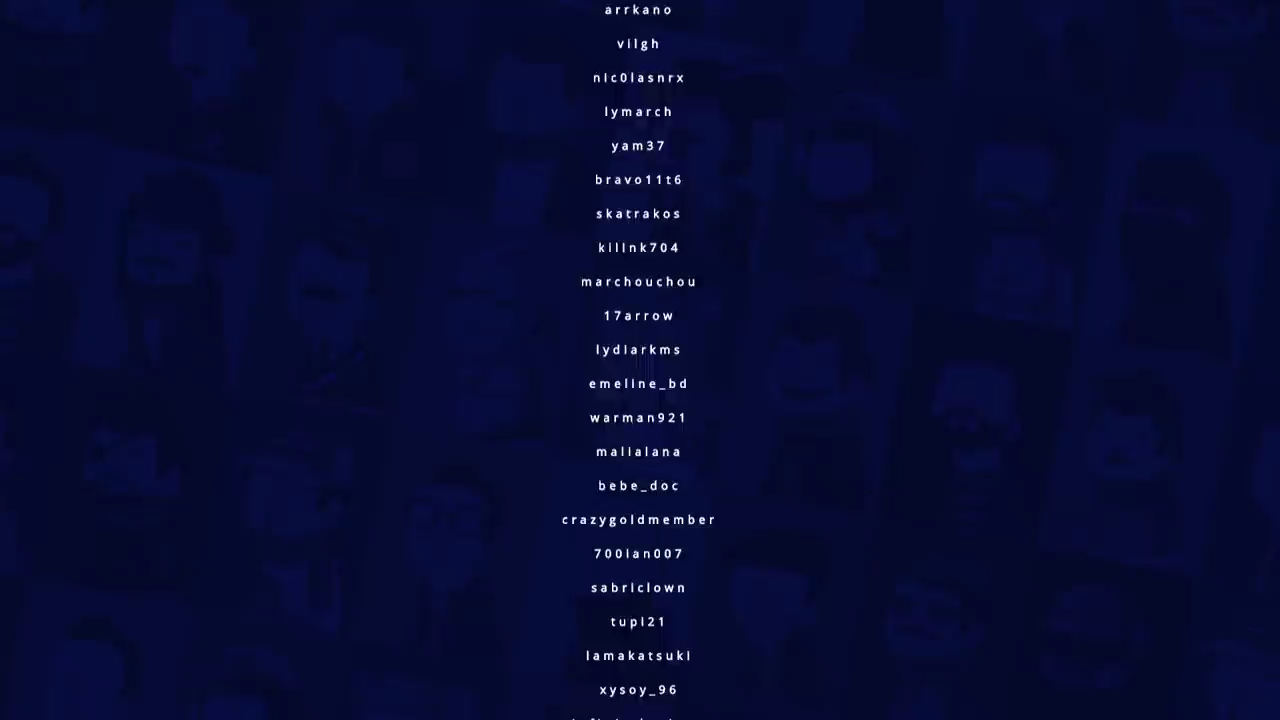 arrkano
vilgh
nic0lasnrx
lymarch
yam37
bravo11t6
skatrakos
killnk704
marchouchou
17arrow
lydiarkms
emeline_bd
warman921
malialana
bebe_doc
crazygoldmember
700ian007
sabriclown
tupi21
lamakatsuki
xysoy_96